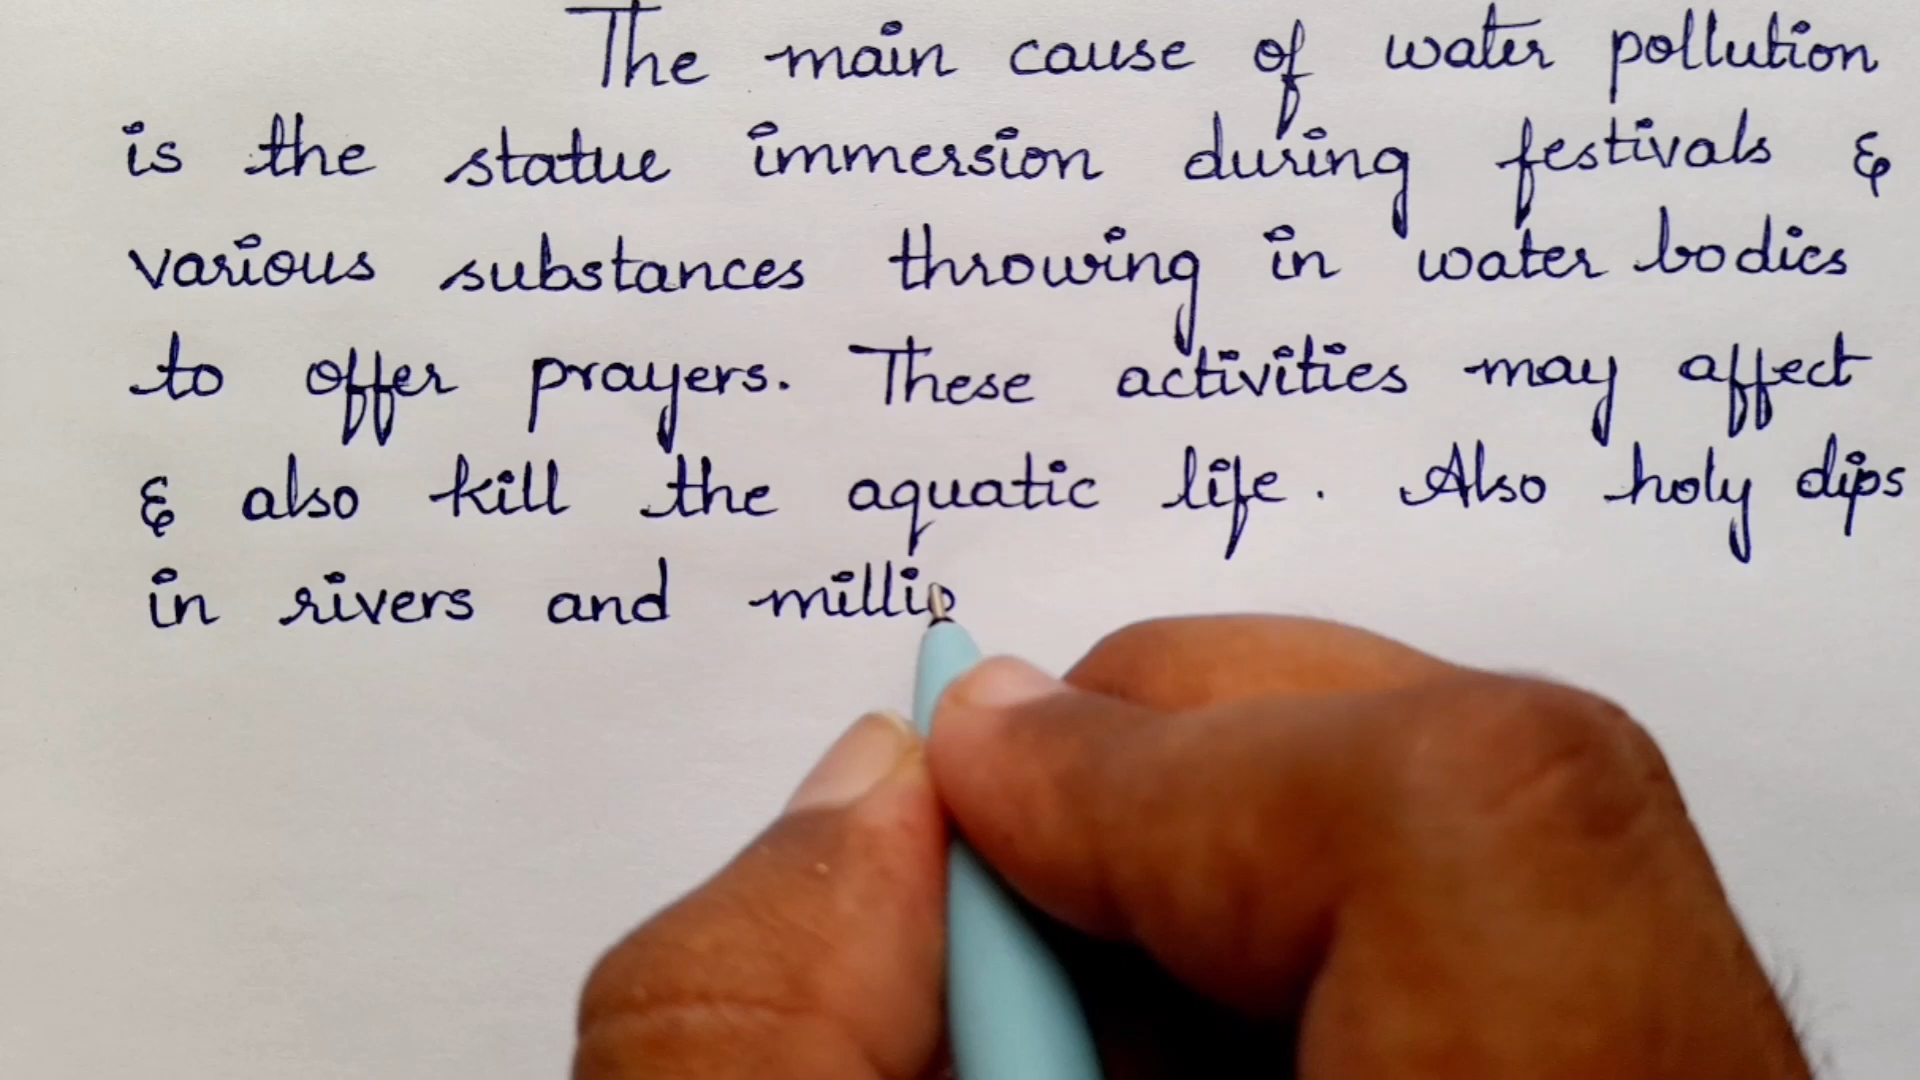 The main cause of water pollution
is the statue immersion during festivals &
various substances throwing in water bodies
to offer prayers. These activities may affect
& also kill the aquatic life. Also holy dips
in rivers and millio